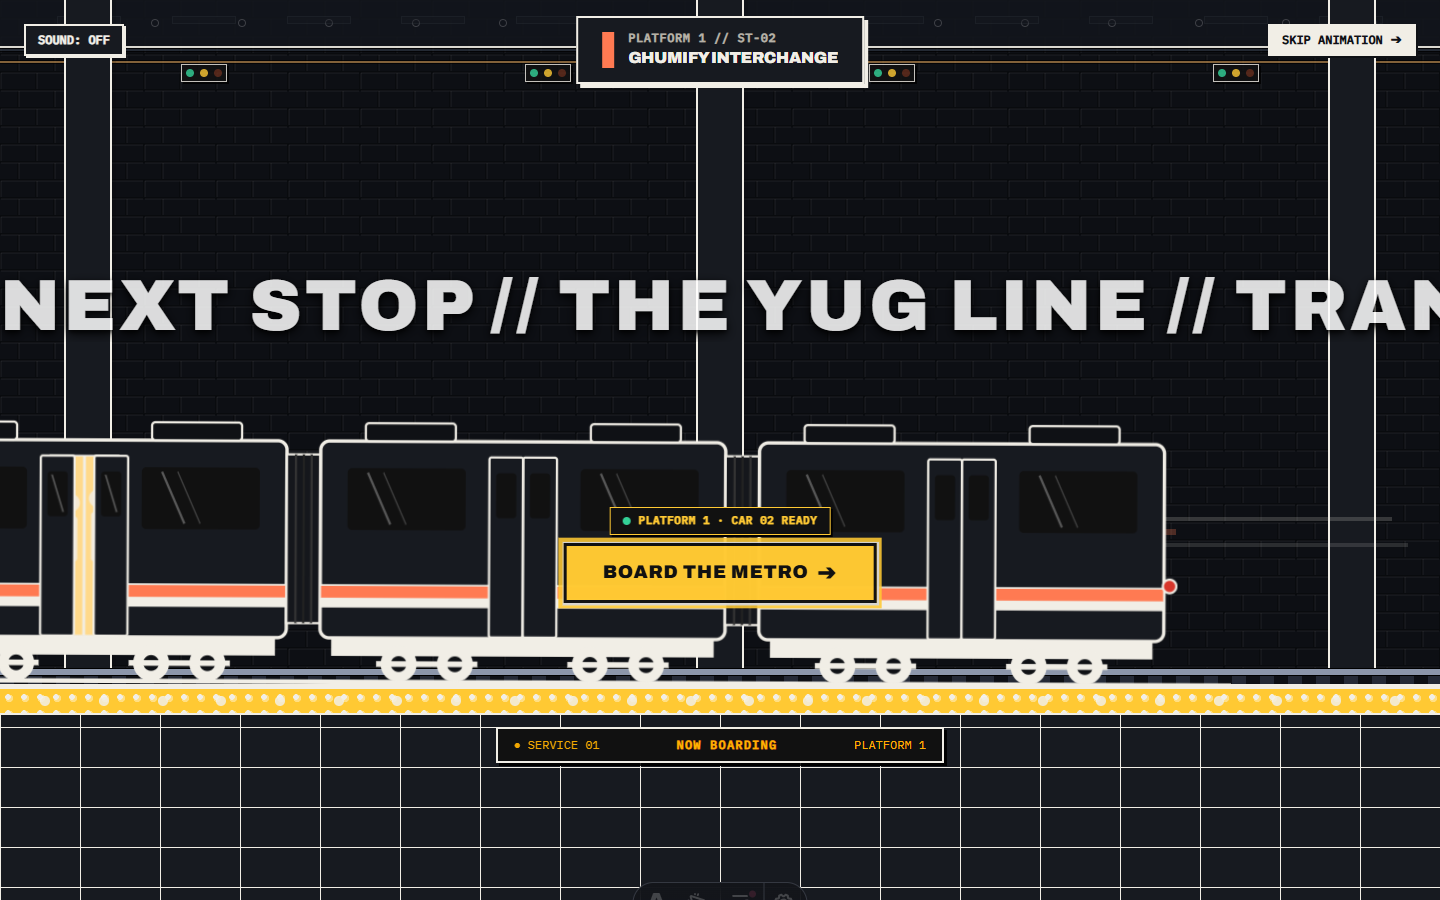 SOUND: OFF
PLATFORM 1 // ST-02
GHUMIFY INTERCHANGE
SKIP ANIMATION ➔
NEXT STOP // THE YUG LINE // TRAN
● PLATFORM 1 · CAR 02 READY
BOARD THE METRO ➔
● SERVICE 01 NOW BOARDING PLATFORM 1